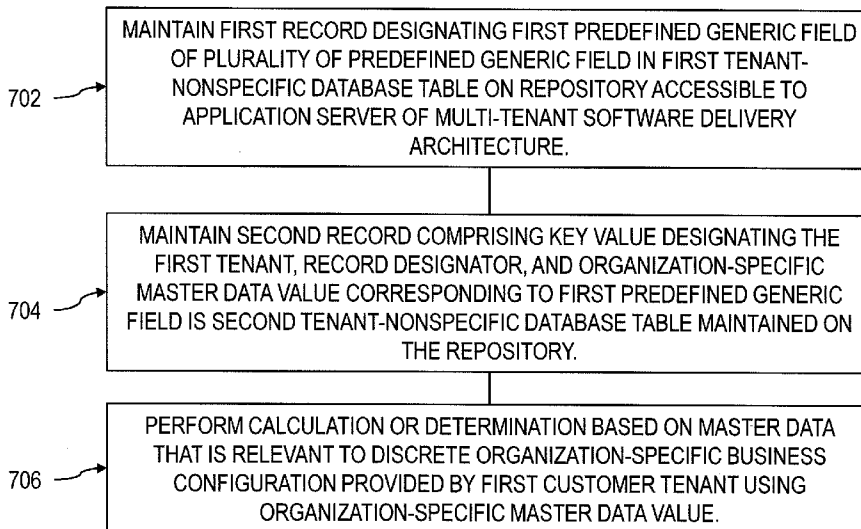 MAINTAIN FIRST RECORD DESIGNATING FIRST PREDEFINED GENERIC FIELD
OF PLURALITY OF PREDEFINED GENERIC FIELD IN FIRST TENANT-
NONSPECIFIC DATABASE TABLE ON REPOSITORY ACCESSIBLE TO
APPLICATION SERVER OF MULTI-TENANT SOFTWARE DELIVERY
ARCHITECTURE.
702
MAINTAIN SECOND RECORD COMPRISING KEY VALUE DESIGNATING THE
FIRST TENANT, RECORD DESIGNATOR, AND ORGANIZATION-SPECIFIC
MASTER DATA VALUE CORRESPONDING TO FIRST PREDEFINED GENERIC
FIELD IS SECOND TENANT-NONSPECIFIC DATABASE TABLE MAINTAINED ON
THE REPOSITORY.
704
PERFORM CALCULATION OR DETERMINATION BASED ON MASTER DATA
THAT IS RELEVANT TO DISCRETE ORGANIZATION-SPECIFIC BUSINESS
CONFIGURATION PROVIDED BY FIRST CUSTOMER TENANT USING
ORGANIZATION-SPECIFIC MASTER DATA VALUE.
706